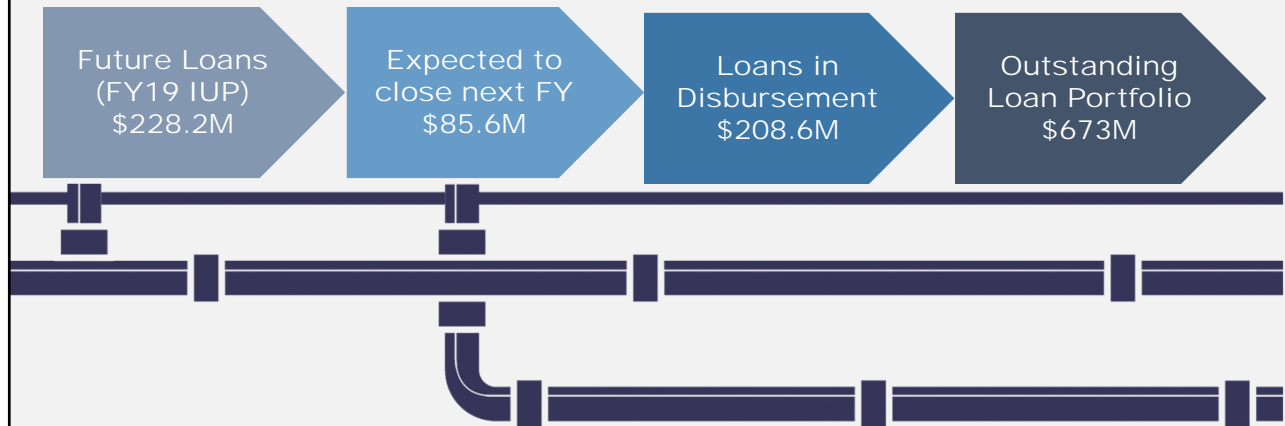 Future Loans
(FY19 IUP)
$228.2M
Expected to
close next FY
$85.6M
Loans in
Disbursement
$208.6M
Outstanding
Loan Portfolio
$673M